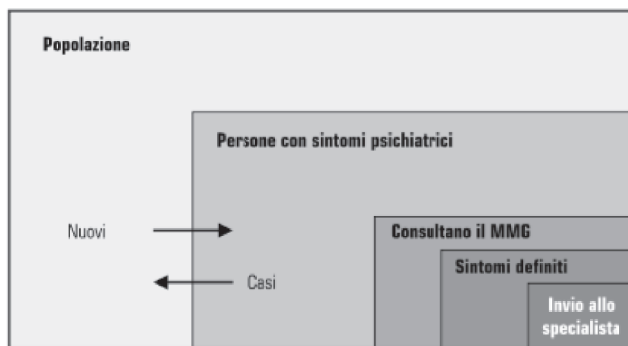 Popolazione
Persone con sintomi psichiatrici
Nuovi
Consultano il MMG
Sintomi definiti
Casi
Invio allo
specialista